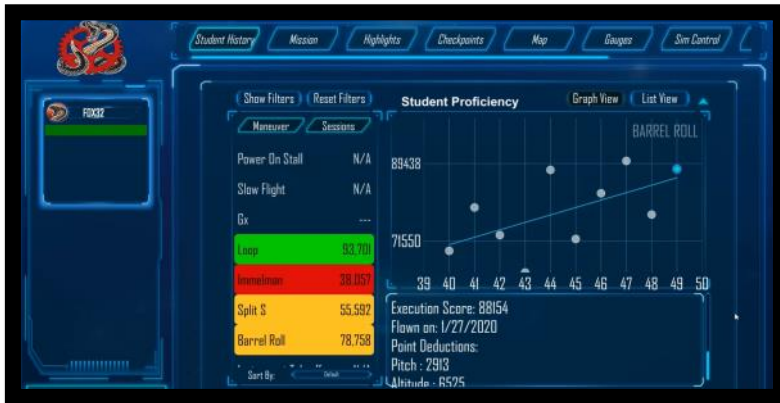 Student History Mission Highlights Checkpoints Map Gauges Sim Control
FOX32
Show Filters Reset Filters
Maneuver Sessions
Power On Stall N/A
Slow Flight N/A
Gx ---
Loop 93,701
Immelman 38,057
Split S 55,592
Barrel Roll 78,758
Sort By: Default
Student Proficiency Graph View List View
BARREL ROLL
89438
71550
39 40 41 42 43 44 45 46 47 48 49 50
Execution Score: 88154
Flown on: 1/27/2020
Point Deductions:
Pitch : 2913
Altitude : 6525